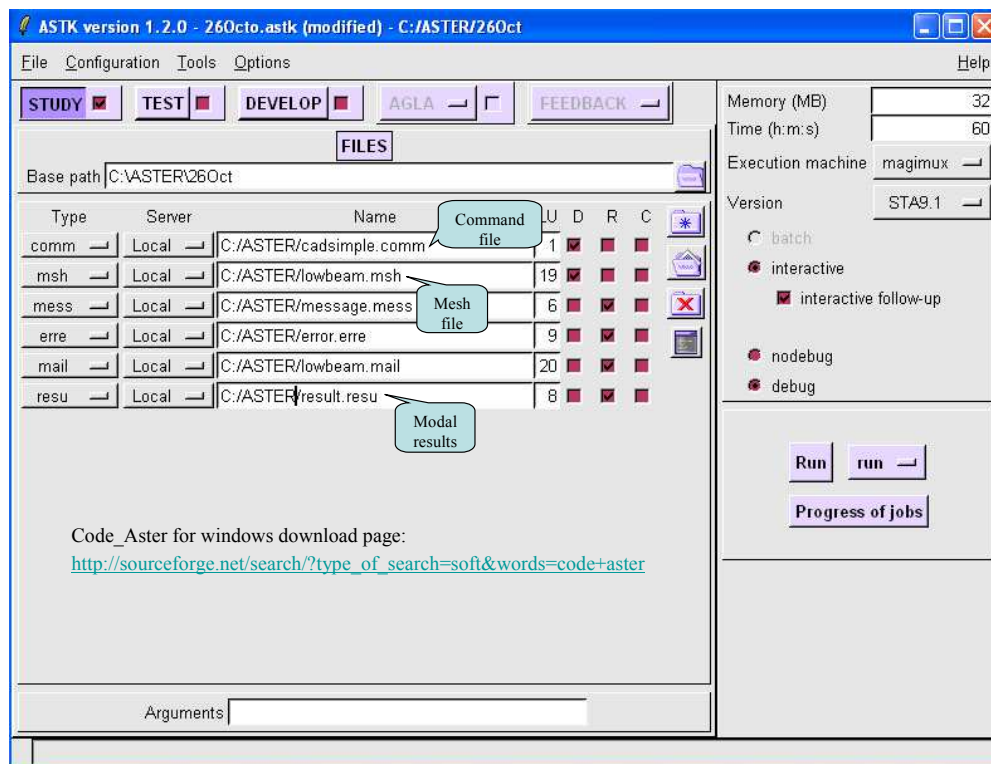 ASTK version 1.2.0 - 26Octo.astk (modified) - C:/ASTER/26Oct
File Configuration Tools Options Help
STUDY TEST DEVELOP AGLA FEEDBACK
FILES
Base path C:\ASTER\26Oct
Type Server Name LU D R C
comm Local C:/ASTER/cadsimple.comm 1
msh Local C:/ASTER/lowbeam.msh 19
mess Local C:/ASTER/message.mess 6
erre Local C:/ASTER/error.erre 9
mail Local C:/ASTER/lowbeam.mail 20
resu Local C:/ASTER/result.resu 8
Command
file
Mesh
file
Modal
results
Code_Aster for windows download page:
http://sourceforge.net/search/?type_of_search=soft&words=code+aster
Arguments
Memory (MB) 32
Time (h:m:s) 60
Execution machine magimux
Version STA9.1
batch
interactive
interactive follow-up
nodebug
debug
Run run
Progress of jobs